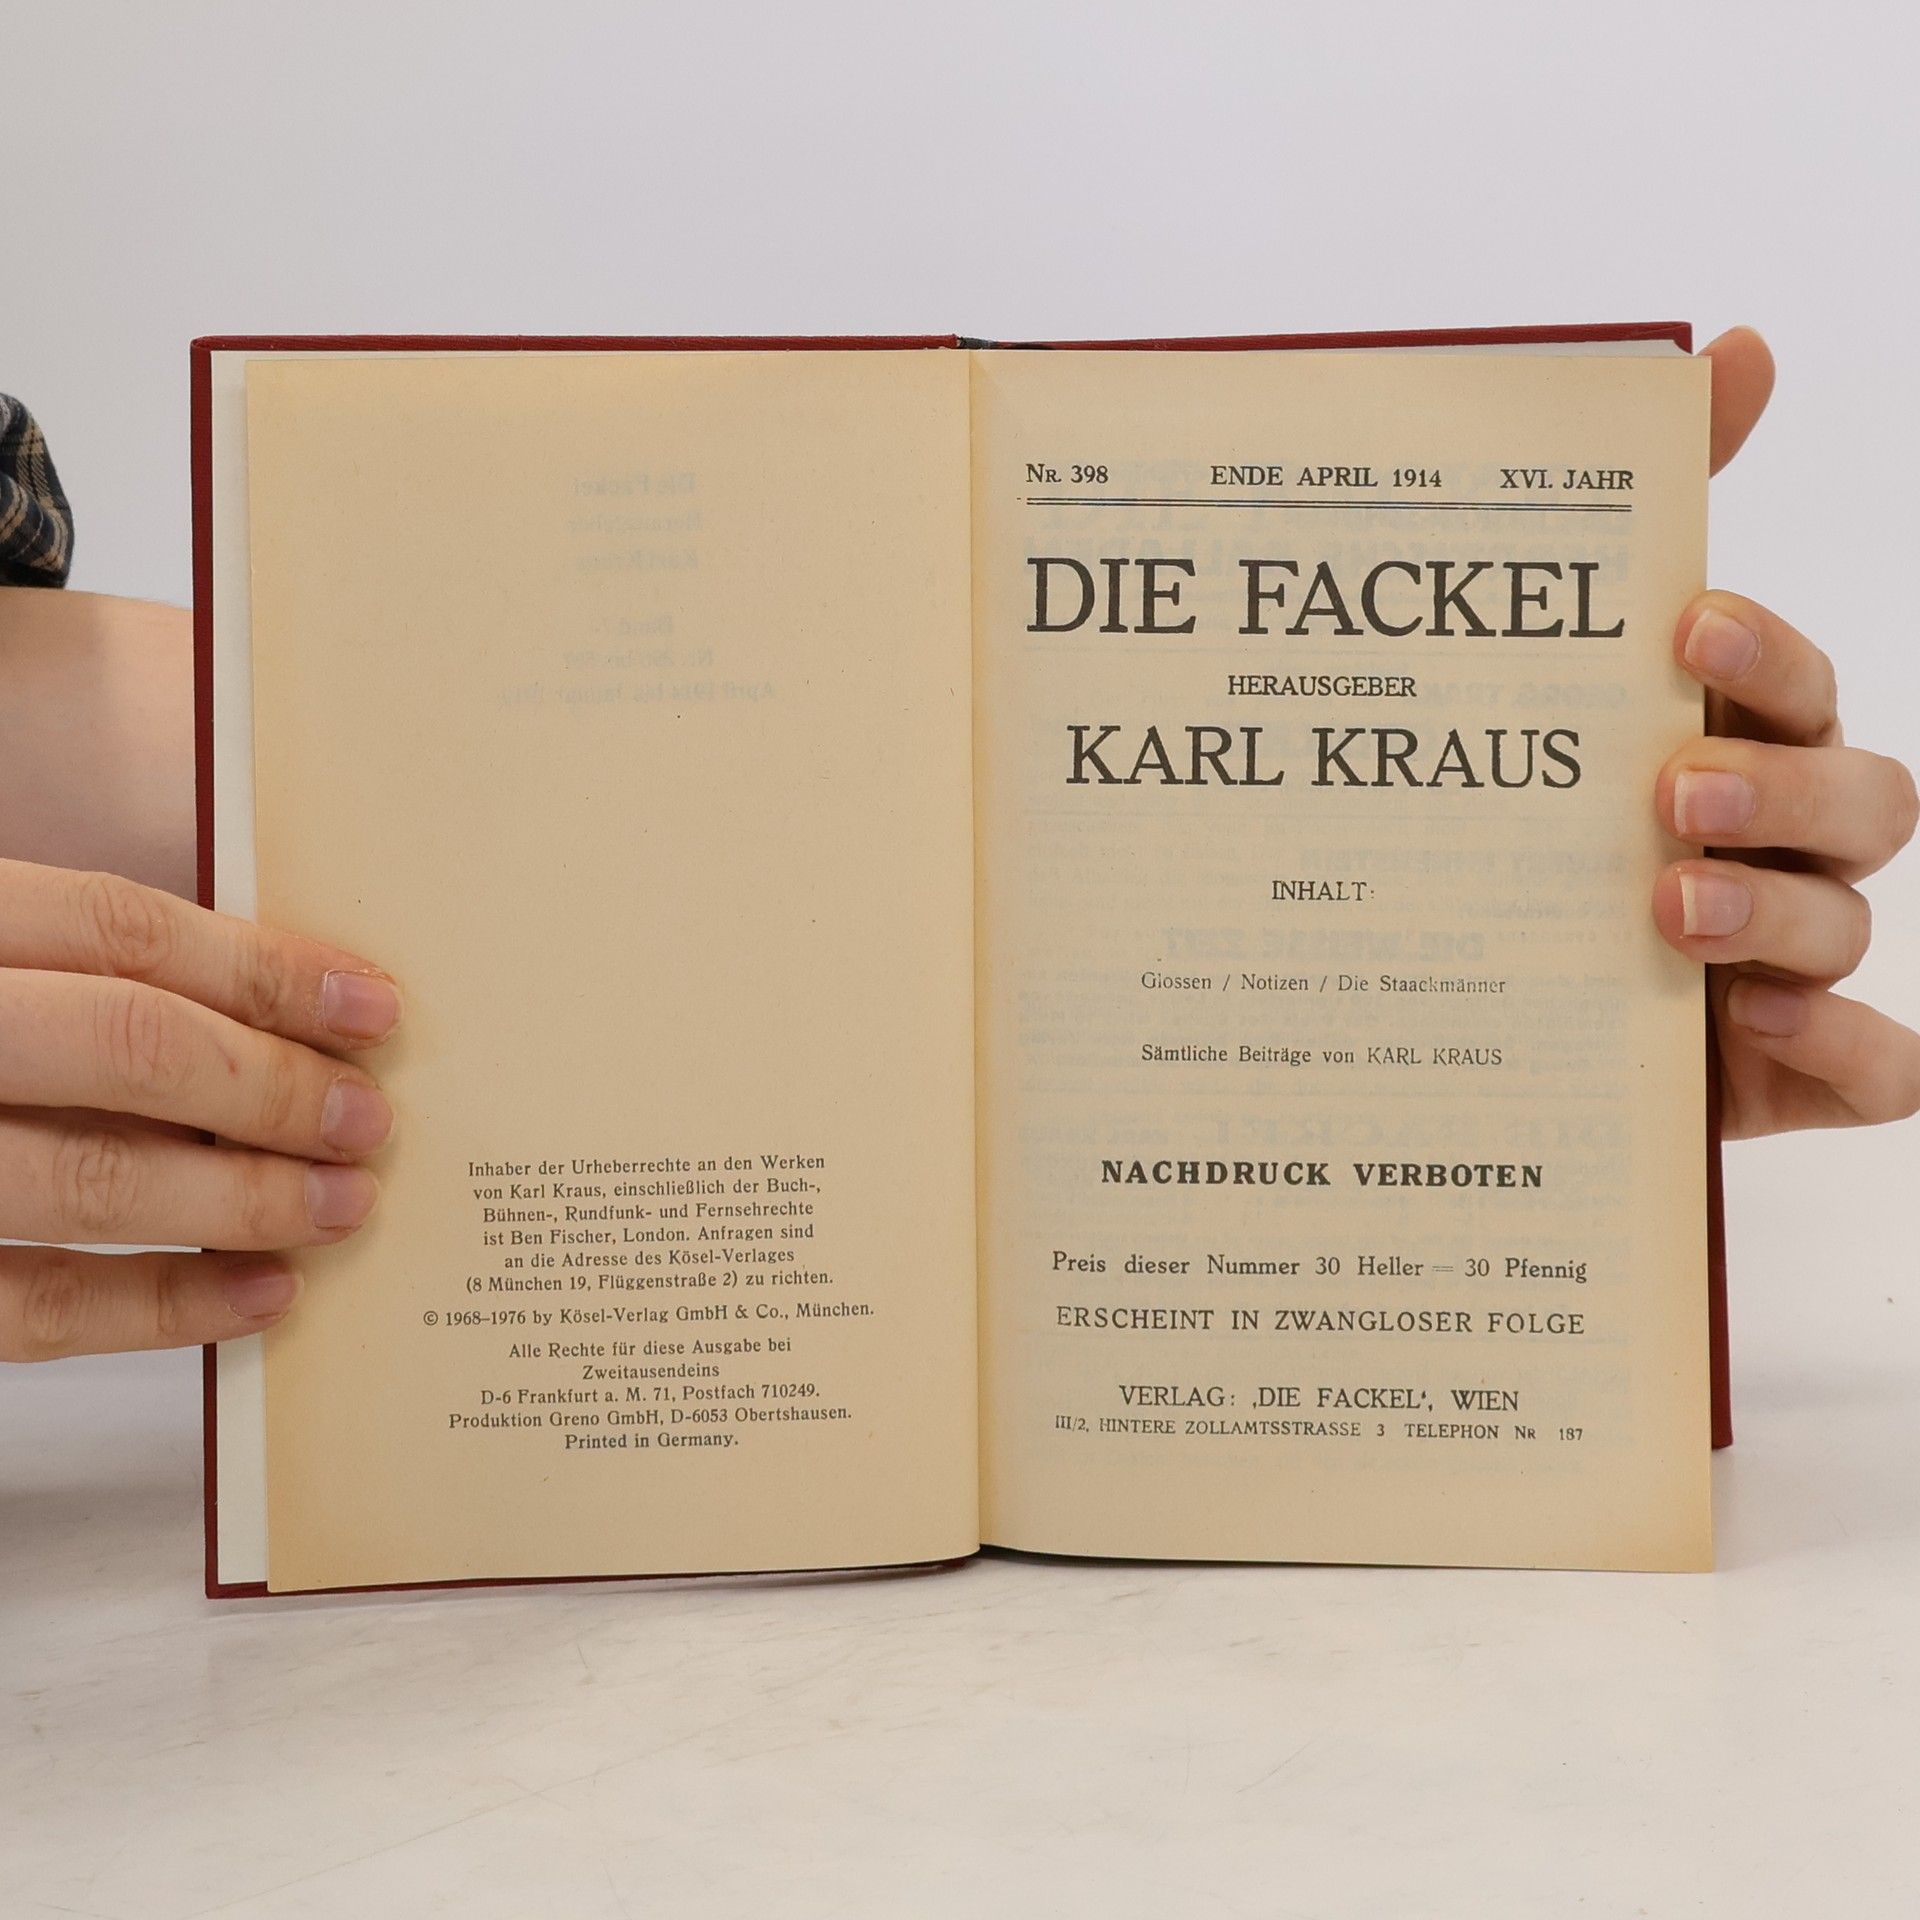 Inhaber der Urheberrechte an den Werken
von Karl Kraus, einschließlich der Buch-,
Bühnen-, Rundfunk- und Fernsehrechte
ist Ben Fischer, London. Anfragen sind
an die Adresse des Kösel-Verlages
(8 München 19, Flüggenstraße 2) zu richten.
© 1968–1976 by Kösel-Verlag GmbH & Co., München.
Alle Rechte für diese Ausgabe bei
Zweitausendeins
D-6 Frankfurt a. M. 71, Postfach 710249.
Produktion Greno GmbH, D-6053 Obertshausen.
Printed in Germany.
NR. 398 ENDE APRIL 1914 XVI. JAHR
DIE FACKEL
HERAUSGEBER
KARL KRAUS
INHALT:
Glossen / Notizen / Die Staackmänner
Sämtliche Beiträge von KARL KRAUS
NACHDRUCK VERBOTEN
Preis dieser Nummer 30 Heller = 30 Pfennig
ERSCHEINT IN ZWANGLOSER FOLGE
VERLAG: ‚DIE FACKEL‘, WIEN
III/2, HINTERE ZOLLAMTSSTRASSE 3 TELEPHON NR 187